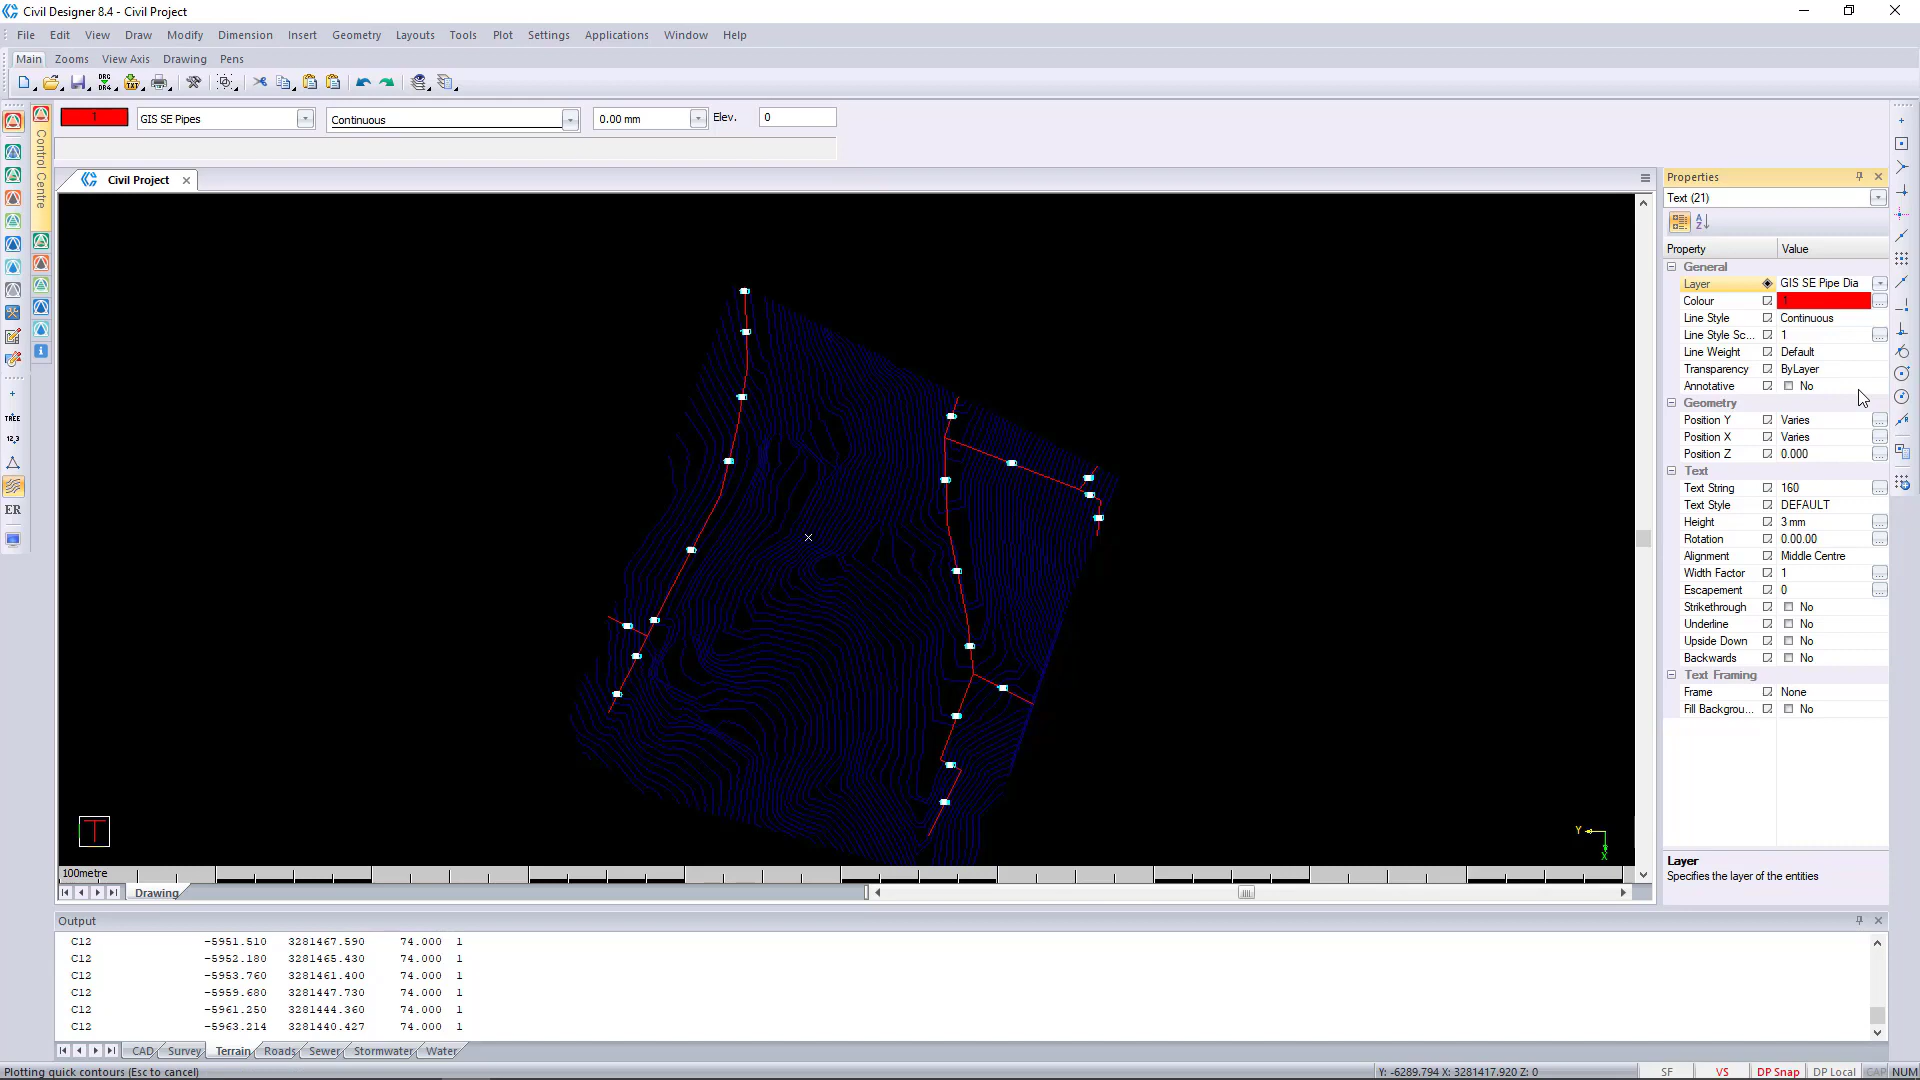 Civil Designer 8.4 - Civil Project
File Edit View Draw Modify Dimension Insert Geometry Layouts Tools Plot Settings Applications Window Help
Main Zooms View Axis Drawing Pens
1 GIS SE Pipes Continuous 0.00 mm Elev. 0
Control Centre
Civil Project
TREE
12.3
ER
Properties
Text (21)
Property Value
General
Layer GIS SE Pipe Dia
Colour 1
Line Style Continuous
Line Style Sc... 1
Line Weight Default
Transparency ByLayer
Annotative No
Geometry
Position Y Varies
Position X Varies
Position Z 0.000
Text
Text String 160
Text Style DEFAULT
Height 3 mm
Rotation 0.00.00
Alignment Middle Centre
Width Factor 1
Escapement 0
Strikethrough No
Underline No
Upside Down No
Backwards No
Text Framing
Frame None
Fill Backgrou... No
Layer
Specifies the layer of the entities
T
Y
X
100metre
Drawing
Output
C12 -5951.510 3281467.590 74.000 1
C12 -5952.180 3281465.430 74.000 1
C12 -5953.760 3281461.400 74.000 1
C12 -5959.680 3281447.730 74.000 1
C12 -5961.250 3281444.360 74.000 1
C12 -5963.214 3281440.427 74.000 1
CAD Survey Terrain Roads Sewer Stormwater Water
Plotting quick contours (Esc to cancel) Y: -6289.794 X: 3281417.920 Z: 0 SF VS DP Snap DP Local CAP NUM